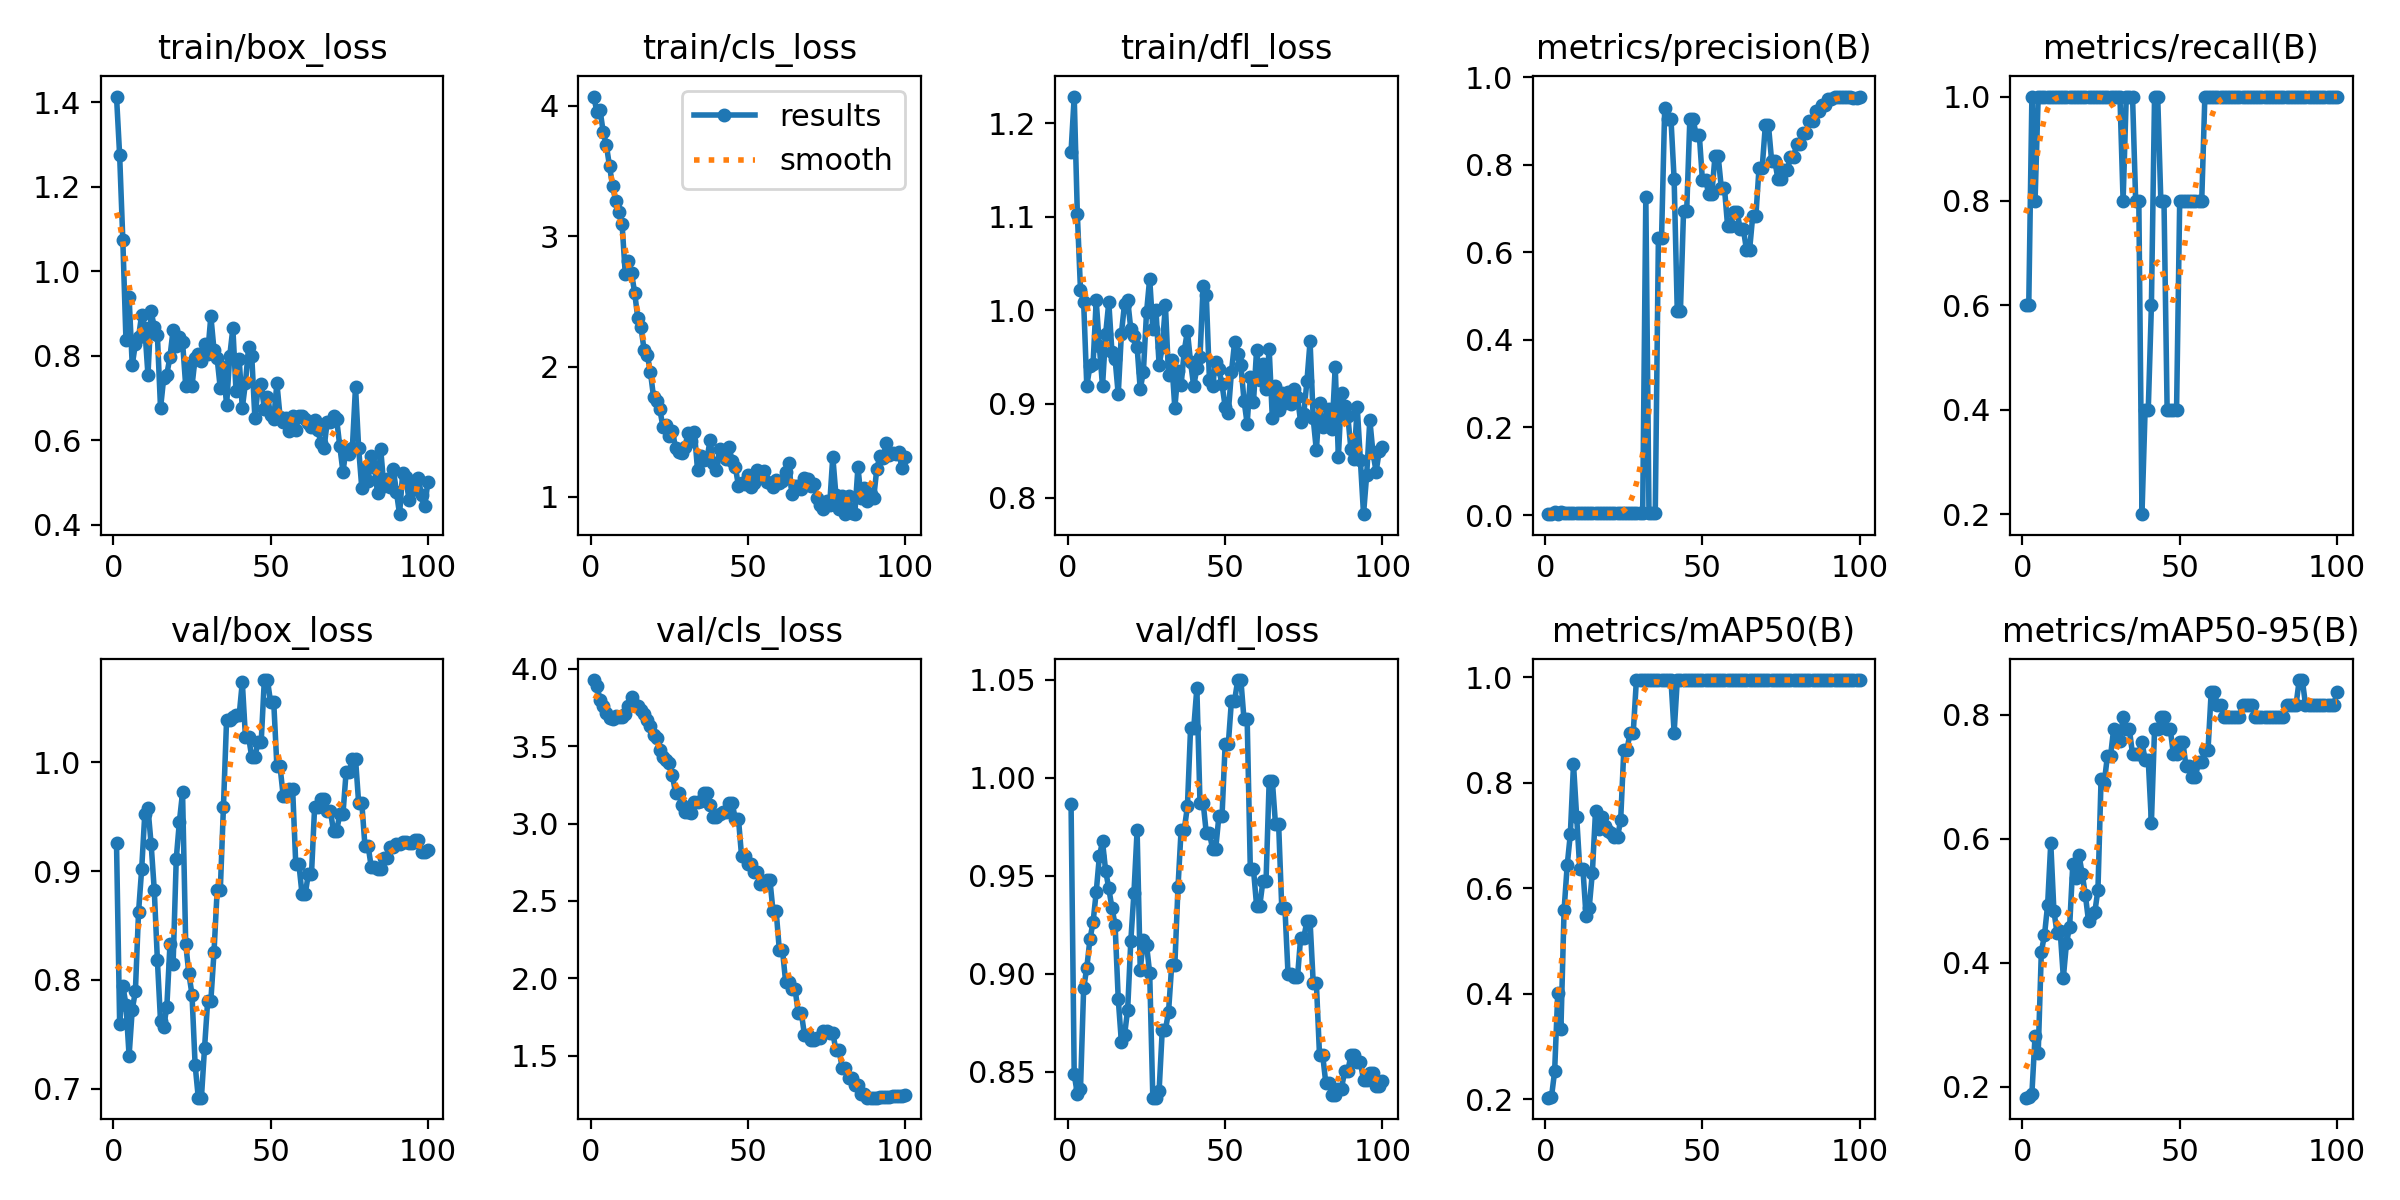 train/box_loss
1.4
1.2
1.0
0.8
0.6
0.4
0 50 100
train/cls_loss
results
smooth
4
3
2
1
0 50 100
train/dfl_loss
1.2
1.1
1.0
0.9
0.8
0 50 100
metrics/precision(B)
1.0
0.8
0.6
0.4
0.2
0.0
0 50 100
metrics/recall(B)
1.0
0.8
0.6
0.4
0.2
0 50 100
val/box_loss
1.0
0.9
0.8
0.7
0 50 100
val/cls_loss
4.0
3.5
3.0
2.5
2.0
1.5
0 50 100
val/dfl_loss
1.05
1.00
0.95
0.90
0.85
0 50 100
metrics/mAP50(B)
1.0
0.8
0.6
0.4
0.2
0 50 100
metrics/mAP50-95(B)
0.8
0.6
0.4
0.2
0 50 100